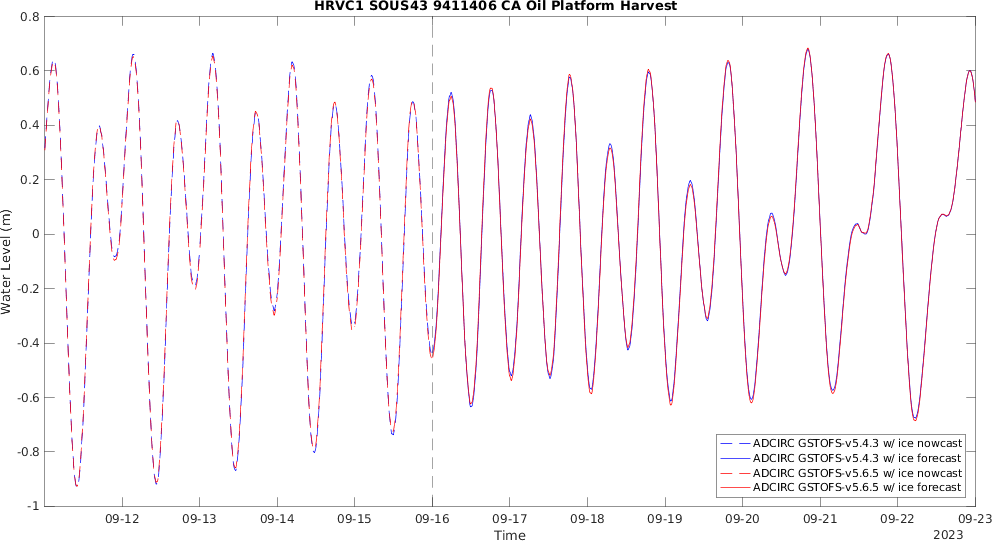 HRVC1 SOUS43 9411406 CA Oil Platform Harvest
0.8
0.6
0.4
0.2
0
-0.2
-0.4
-0.6
-0.8
-1
Water Level (m)
ADCIRC GSTOFS-v5.4.3 w/ ice nowcast
ADCIRC GSTOFS-v5.4.3 w/ ice forecast
ADCIRC GSTOFS-v5.6.5 w/ ice nowcast
ADCIRC GSTOFS-v5.6.5 w/ ice forecast
09-12 09-13 09-14 09-15 09-16 09-17 09-18 09-19 09-20 09-21 09-22 09-23
Time
2023